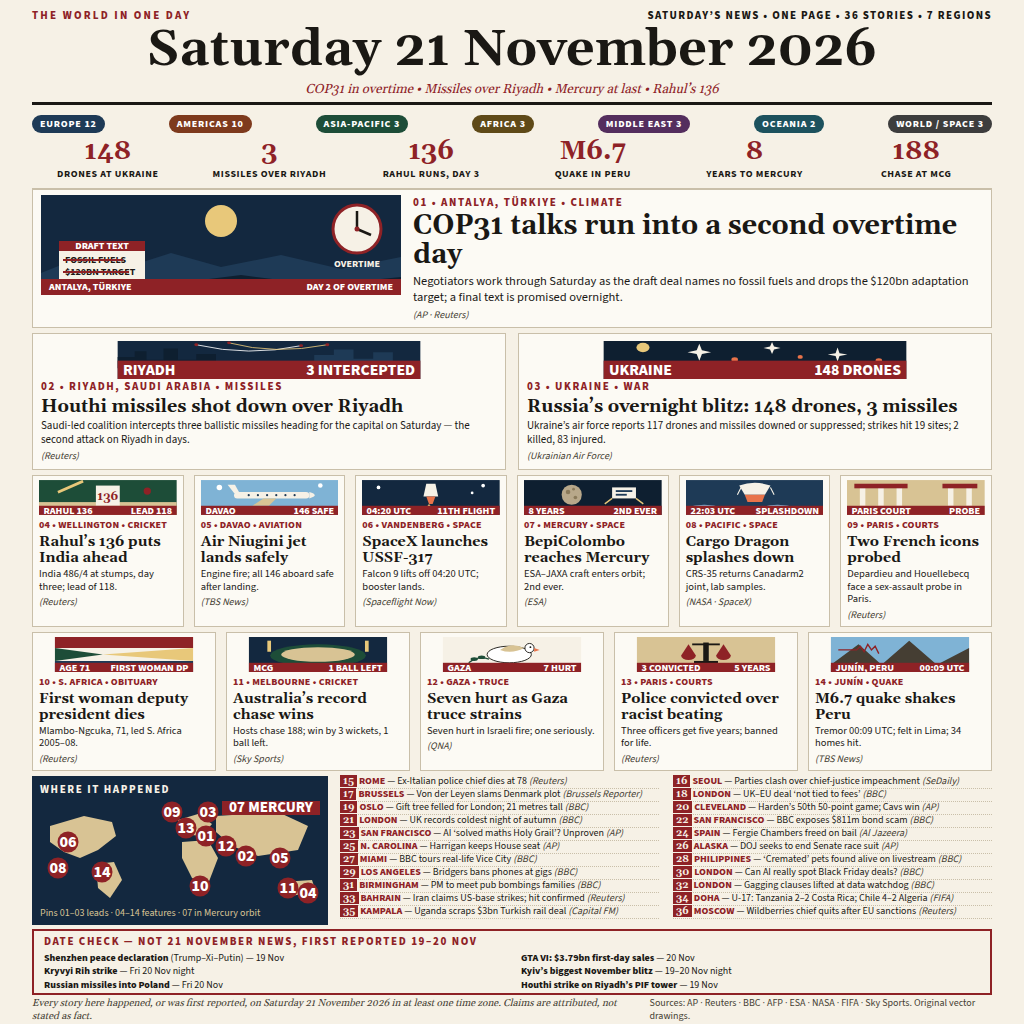 THE WORLD IN ONE DAY
SATURDAY'S NEWS • ONE PAGE • 36 STORIES • 7 REGIONS
Saturday 21 November 2026
COP31 in overtime • Missiles over Riyadh • Mercury at last • Rahul's 136
EUROPE 12
AMERICAS 10
ASIA-PACIFIC 3
AFRICA 3
MIDDLE EAST 3
OCEANIA 2
WORLD / SPACE 3
148
DRONES AT UKRAINE
3
MISSILES OVER RIYADH
136
RAHUL RUNS, DAY 3
M6.7
QUAKE IN PERU
8
YEARS TO MERCURY
188
CHASE AT MCG
DRAFT TEXT
FOSSIL FUELS
$120BN TARGET
OVERTIME
ANTALYA, TÜRKIYE
DAY 2 OF OVERTIME
01 • ANTALYA, TÜRKIYE • CLIMATE
COP31 talks run into a second overtime
day
Negotiators work through Saturday as the draft deal names no fossil fuels and drops the $120bn adaptation
target; a final text is promised overnight.
(AP · Reuters)
RIYADH
3 INTERCEPTED
02 • RIYADH, SAUDI ARABIA • MISSILES
Houthi missiles shot down over Riyadh
Saudi-led coalition intercepts three ballistic missiles heading for the capital on Saturday — the
second attack on Riyadh in days.
(Reuters)
UKRAINE
148 DRONES
03 • UKRAINE • WAR
Russia's overnight blitz: 148 drones, 3 missiles
Ukraine's air force reports 117 drones and missiles downed or suppressed; strikes hit 19 sites; 2
killed, 83 injured.
(Ukrainian Air Force)
136
RAHUL 136
LEAD 118
04 • WELLINGTON • CRICKET
Rahul's 136 puts
India ahead
India 486/4 at stumps, day
three; lead of 118.
(Reuters)
DAVAO
146 SAFE
05 • DAVAO • AVIATION
Air Niugini jet
lands safely
Engine fire; all 146 aboard safe
after landing.
(TBS News)
04:20 UTC
11TH FLIGHT
06 • VANDENBERG • SPACE
SpaceX launches
USSF-317
Falcon 9 lifts off 04:20 UTC;
booster lands.
(Spaceflight Now)
8 YEARS
2ND EVER
07 • MERCURY • SPACE
BepiColombo
reaches Mercury
ESA–JAXA craft enters orbit;
2nd ever.
(ESA)
22:03 UTC
SPLASHDOWN
08 • PACIFIC • SPACE
Cargo Dragon
splashes down
CRS-35 returns Canadarm2
joint, lab samples.
(NASA · SpaceX)
PARIS COURT
PROBE
09 • PARIS • COURTS
Two French icons
probed
Depardieu and Houellebecq
face a sex-assault probe in
Paris.
(Reuters)
AGE 71
FIRST WOMAN DP
10 • S. AFRICA • OBITUARY
First woman deputy
president dies
Mlambo-Ngcuka, 71, led S. Africa
2005–08.
(Reuters)
MCG
1 BALL LEFT
11 • MELBOURNE • CRICKET
Australia's record
chase wins
Hosts chase 188; win by 3 wickets, 1
ball left.
(Sky Sports)
GAZA
7 HURT
12 • GAZA • TRUCE
Seven hurt as Gaza
truce strains
Seven hurt in Israeli fire; one seriously.
(QNA)
3 CONVICTED
5 YEARS
13 • PARIS • COURTS
Police convicted over
racist beating
Three officers get five years; banned
for life.
(Reuters)
JUNÍN, PERU
00:09 UTC
14 • JUNÍN • QUAKE
M6.7 quake shakes
Peru
Tremor 00:09 UTC; felt in Lima; 34
homes hit.
(TBS News)
WHERE IT HAPPENED
07 MERCURY
09
03
13
01
06
12
02
05
08
14
10
11
04
Pins 01–03 leads · 04–14 features · 07 in Mercury orbit
15 ROME — Ex-Italian police chief dies at 78 (Reuters)
17 BRUSSELS — Von der Leyen slams Denmark plot (Brussels Reporter)
19 OSLO — Gift tree felled for London; 21 metres tall (BBC)
21 LONDON — UK records coldest night of autumn (BBC)
23 SAN FRANCISCO — AI 'solved maths Holy Grail'? Unproven (AP)
25 N. CAROLINA — Harrigan keeps House seat (AP)
27 MIAMI — BBC tours real-life Vice City (BBC)
29 LOS ANGELES — Bridgers bans phones at gigs (BBC)
31 BIRMINGHAM — PM to meet pub bombings families (BBC)
33 BAHRAIN — Iran claims US-base strikes; hit confirmed (Reuters)
35 KAMPALA — Uganda scraps $3bn Turkish rail deal (Capital FM)
16 SEOUL — Parties clash over chief-justice impeachment (SeDaily)
18 LONDON — UK–EU deal 'not tied to fees' (BBC)
20 CLEVELAND — Harden's 50th 50-point game; Cavs win (AP)
22 SAN FRANCISCO — BBC exposes $811m bond scam (BBC)
24 SPAIN — Fergie Chambers freed on bail (Al Jazeera)
26 ALASKA — DOJ seeks to end Senate race suit (AP)
28 PHILIPPINES — 'Cremated' pets found alive on livestream (BBC)
30 LONDON — Can AI really spot Black Friday deals? (BBC)
32 LONDON — Gagging clauses lifted at data watchdog (BBC)
34 DOHA — U-17: Tanzania 2–2 Costa Rica; Chile 4–2 Algeria (FIFA)
36 MOSCOW — Wildberries chief quits after EU sanctions (Reuters)
DATE CHECK — NOT 21 NOVEMBER NEWS, FIRST REPORTED 19–20 NOV
Shenzhen peace declaration (Trump–Xi–Putin) — 19 Nov
Kryvyi Rih strike — Fri 20 Nov night
Russian missiles into Poland — Fri 20 Nov
GTA VI: $3.79bn first-day sales — 20 Nov
Kyiv's biggest November blitz — 19–20 Nov night
Houthi strike on Riyadh's PIF tower — 19 Nov
Every story here happened, or was first reported, on Saturday 21 November 2026 in at least one time zone. Claims are attributed, not
stated as fact.
Sources: AP · Reuters · BBC · AFP · ESA · NASA · FIFA · Sky Sports. Original vector
drawings.